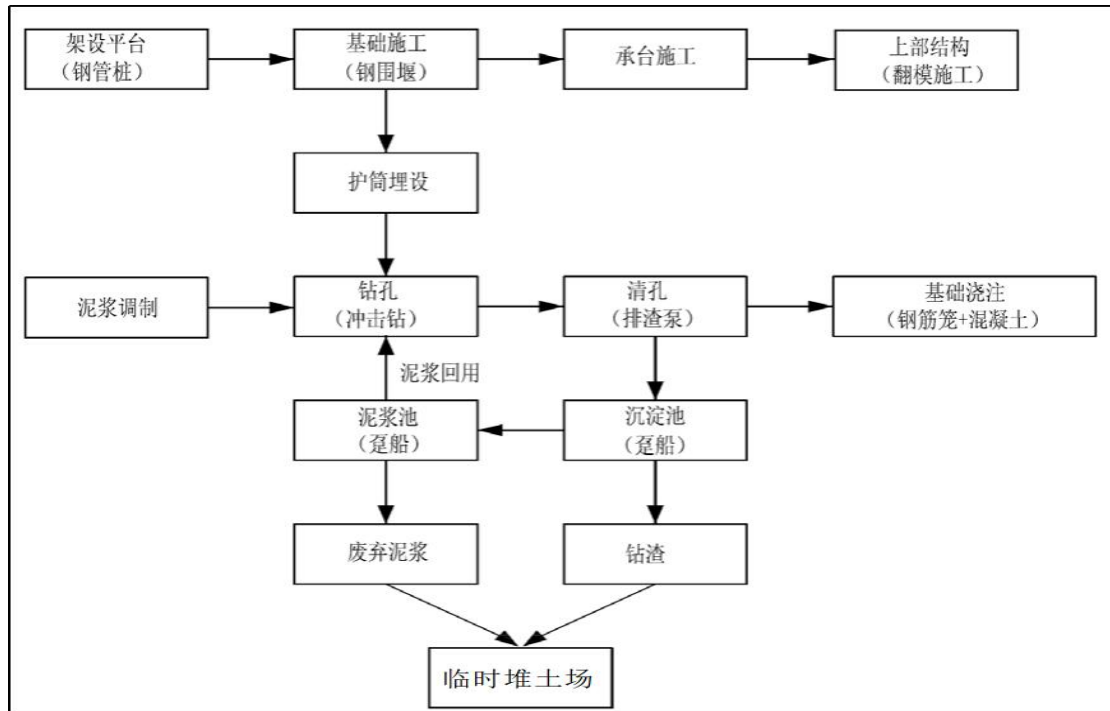 架设平台
（钢管桩）
基础施工
（钢围堰）
承台施工
上部结构
（翻模施工）
护筒埋设
泥浆调制
钻孔
（冲击钻）
清孔
（排渣泵）
基础浇注
（钢筋笼+混凝土）
泥浆回用
泥浆池
（趸船）
沉淀池
（趸船）
废弃泥浆
钻渣
临时堆土场